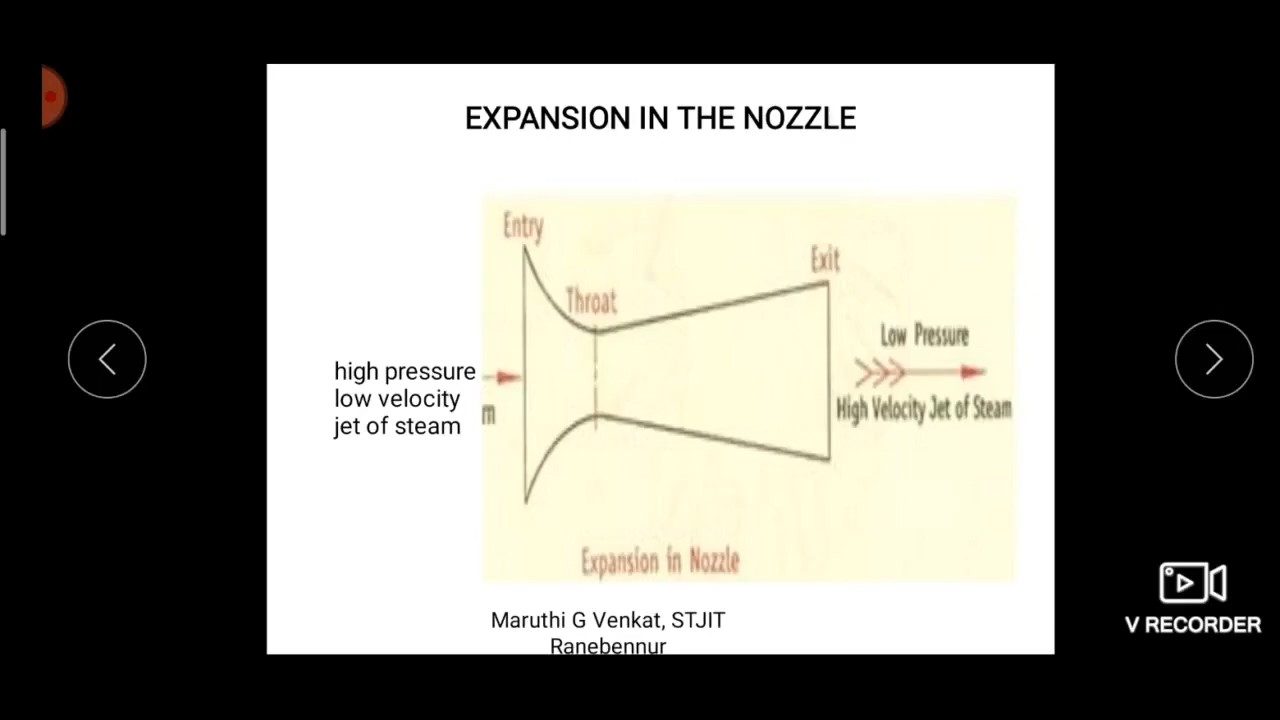 EXPANSION IN THE NOZZLE
Entry
Exit
Throat
Low Pressure
high pressure
low velocity
jet of steam
m
High Velocity Jet of Steam
Expansion in Nozzle
Maruthi G Venkat, STJIT
Ranebennur
V RECORDER